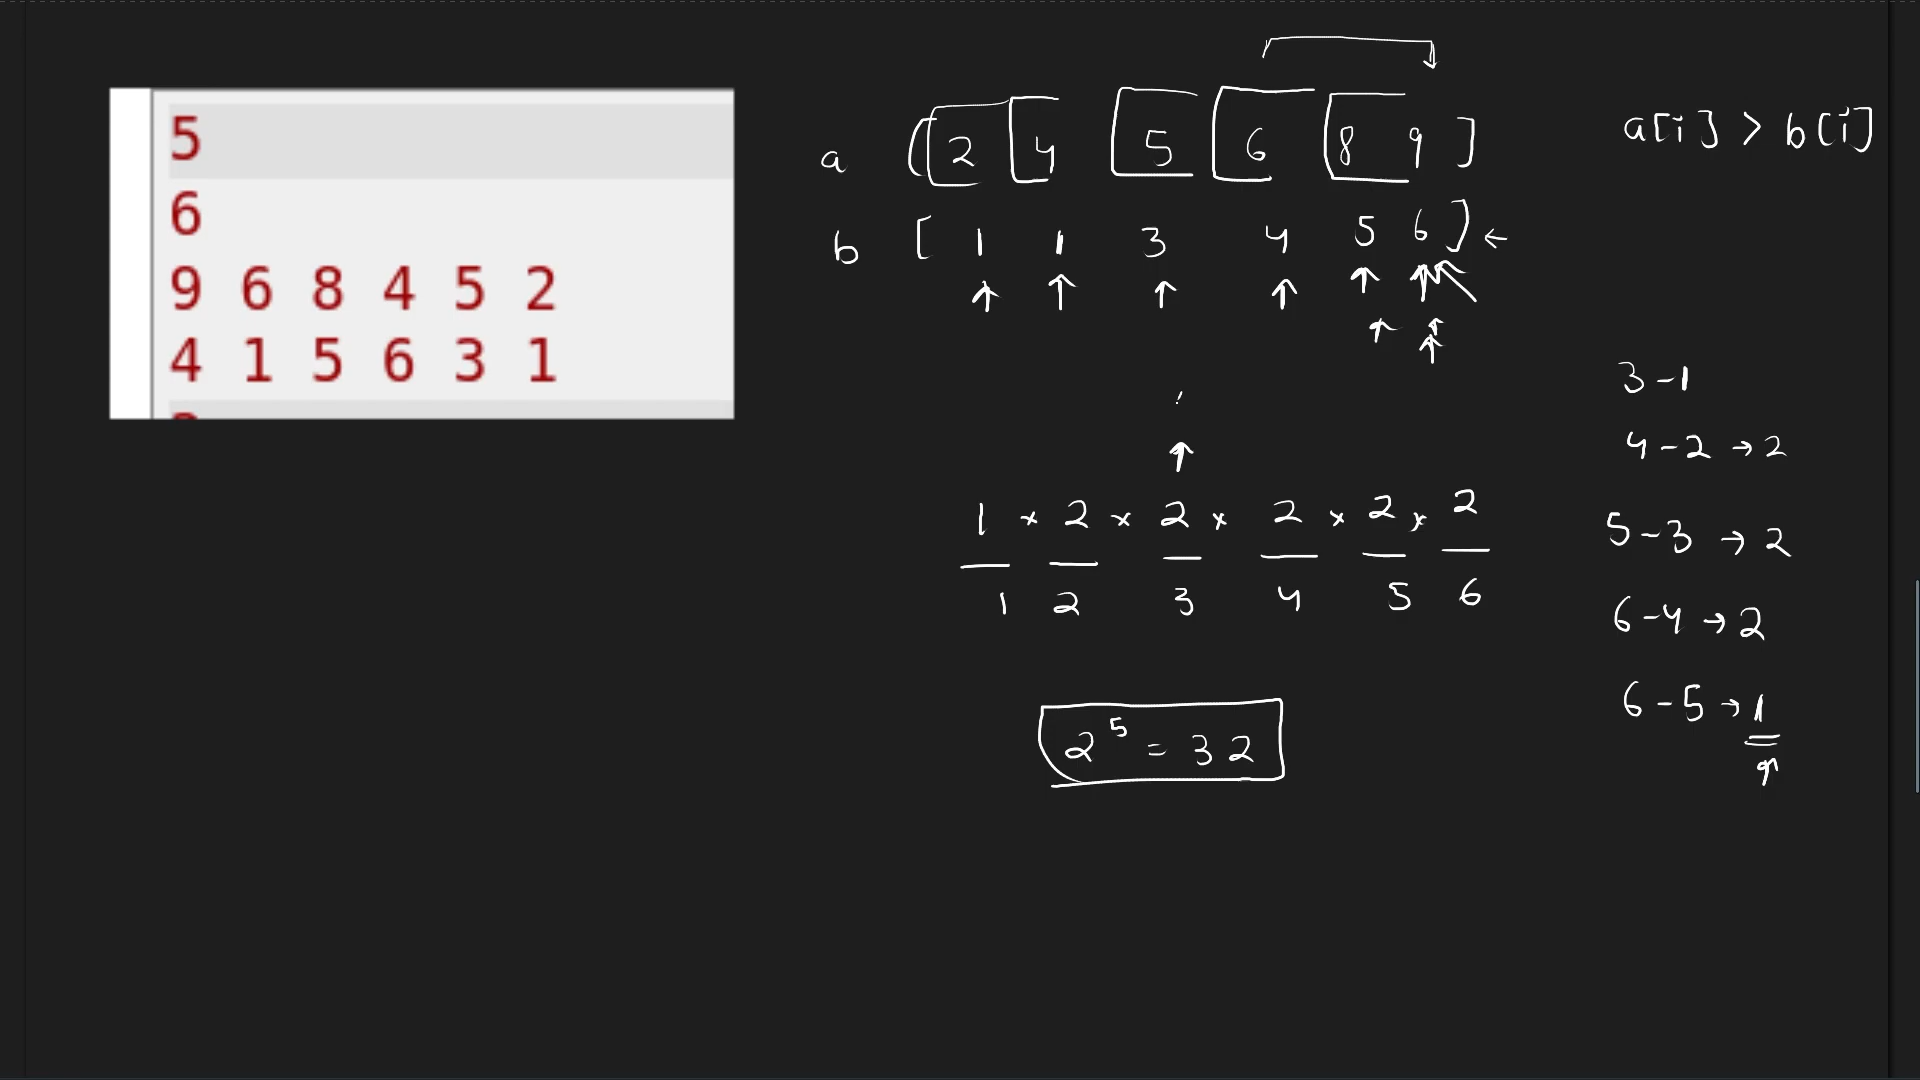 5
6
9 6 8 4 5 2
4 1 5 6 3 1
a [ 2 4 5 6 8 9 ]
a[i] > b[i]
b [ 1 1 3 4 5 6 ] ←
↑ ↑ ↑ ↑ ↑ ↑
↑ ↑
3 - 1
4 - 2 → 2
5 - 3 → 2
6 - 4 → 2
6 - 5 → 1
↑
1 × 2 × 2 × 2 × 2 × 2
1 2 3 4 5 6
2^5 = 32